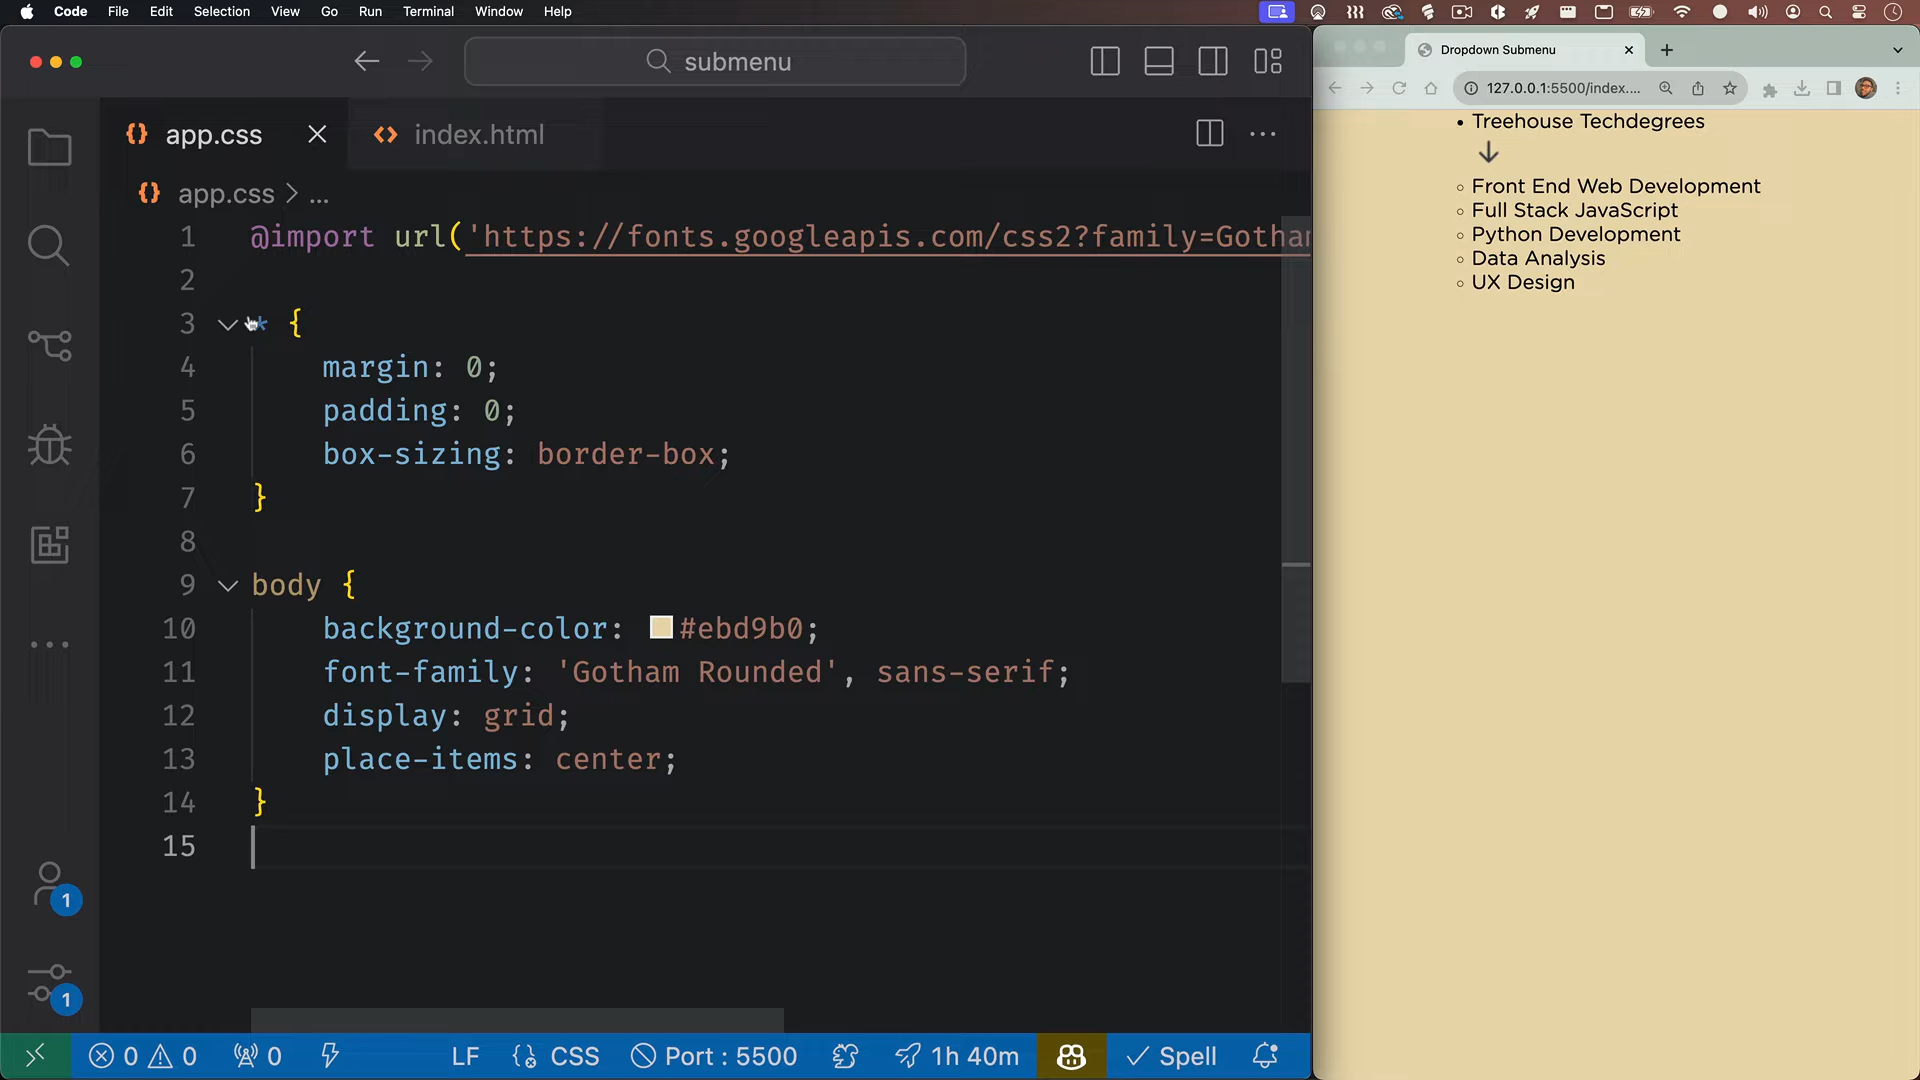 Code File Edit Selection View Go Run Terminal Window Help
submenu
app.css
index.html
app.css > ...
1 @import url('https://fonts.googleapis.com/css2?family=Gotham
2
3 * {
4 margin: 0;
5 padding: 0;
6 box-sizing: border-box;
7 }
8
9 body {
10 background-color: #ebd9b0;
11 font-family: 'Gotham Rounded', sans-serif;
12 display: grid;
13 place-items: center;
14 }
15
1
1
0 0 0 LF CSS Port : 5500 1h 40m Spell
Dropdown Submenu
127.0.0.1:5500/index....
• Treehouse Techdegrees
↓
○ Front End Web Development
○ Full Stack JavaScript
○ Python Development
○ Data Analysis
○ UX Design